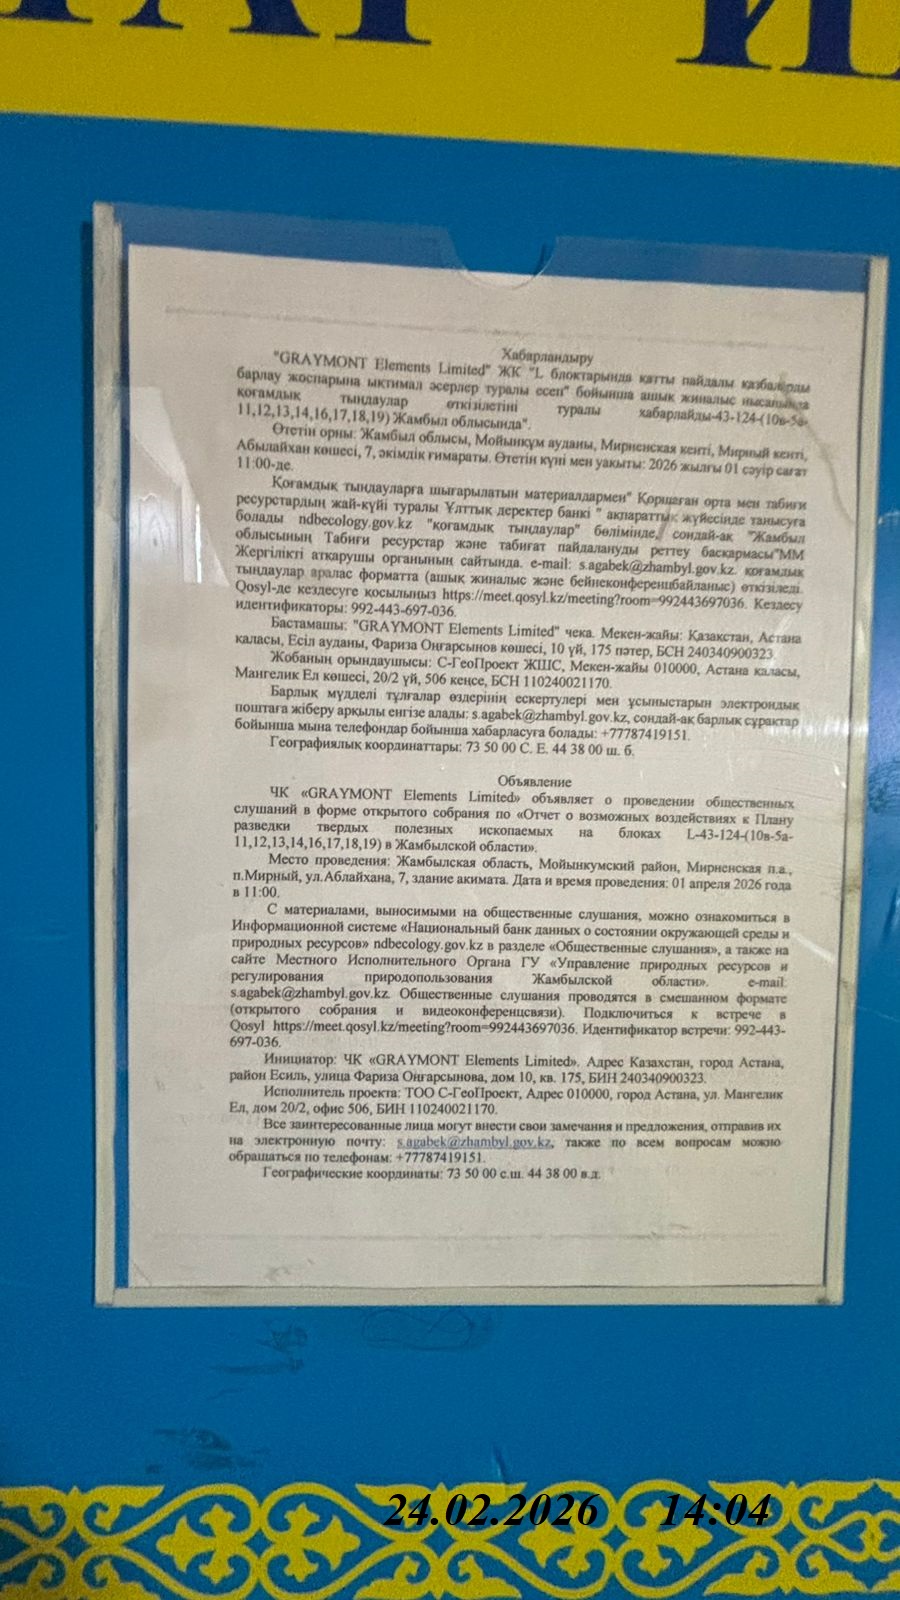 Хабарландыру
"GRAYMONT Elements Limited" ЖК "L блоктарында қатты пайдалы қазбаларды
барлау жоспарына ықтимал әсерлер туралы есеп" бойынша ашық жиналыс нысанында
қоғамдық тыңдаулар өткізілетіні туралы хабарлайды-43-124-(10в-5а-
11,12,13,14,16,17,18,19) Жамбыл облысында".
Өтетін орны: Жамбыл облысы, Мойынқұм ауданы, Мирненская кенті, Мирный кенті,
Абылайхан көшесі, 7, әкімдік ғимараты. Өтетін күні мен уақыты: 2026 жылғы 01 сәуір сағат
11:00-де.
Қоғамдық тыңдауларға шығарылатын материалдармен" Қоршаған орта мен табиғи
ресурстардың жай-күйі туралы Ұлттық деректер банкі " ақпараттық жүйесінде танысуға
болады ndbecology.gov.kz "қоғамдық тыңдаулар" бөлімінде, сондай-ақ "Жамбыл
облысының Табиғи ресурстар және табиғат пайдалануды реттеу басқармасы"ММ
Жергілікті атқарушы органының сайтында. e-mail: s.agabek@zhambyl.gov.kz. қоғамдық
тыңдаулар аралас форматта (ашық жиналыс және бейнеконференцбайланыс) өткізіледі.
Qosyl-де кездесуге қосылыңыз https://meet.qosyl.kz/meeting?room=992443697036. Кездесу
идентификаторы: 992-443-697-036.
Бастамашы: "GRAYMONT Elements Limited" чека. Мекен-жайы: Қазақстан, Астана
қаласы, Есіл ауданы, Фариза Оңғарсынов көшесі, 10 үй, 175 пәтер, БСН 240340900323.
Жобаның орындаушысы: С-ГеоПроект ЖШС, Мекен-жайы 010000, Астана қаласы,
Мангелик Ел көшесі, 20/2 үй, 506 кеңсе, БСН 110240021170.
Барлық мүдделі тұлғалар өздерінің ескертулері мен ұсыныстарын электрондық
поштаға жіберу арқылы енгізе алады: s.agabek@zhambyl.gov.kz, сондай-ақ барлық сұрақтар
бойынша мына телефондар бойынша хабарласуға болады: +77787419151.
Географиялық координаттары: 73 50 00 С. Е. 44 38 00 ш. б.
Объявление
ЧК «GRAYMONT Elements Limited» объявляет о проведении общественных
слушаний в форме открытого собрания по «Отчет о возможных воздействиях к Плану
разведки твердых полезных ископаемых на блоках L-43-124-(10в-5а-
11,12,13,14,16,17,18,19) в Жамбылской области».
Место проведения: Жамбылская область, Мойынкумский район, Мирненская п.а.,
п.Мирный, ул.Аблайхана, 7, здание акимата. Дата и время проведения: 01 апреля 2026 года
в 11:00.
С материалами, выносимыми на общественные слушания, можно ознакомиться в
Информационной системе «Национальный банк данных о состоянии окружающей среды и
природных ресурсов» ndbecology.gov.kz в разделе «Общественные слушания», а также на
сайте Местного Исполнительного Органа ГУ «Управление природных ресурсов и
регулирования природопользования Жамбылской области». e-mail:
s.agabek@zhambyl.gov.kz. Общественные слушания проводятся в смешанном формате
(открытого собрания и видеоконференцсвязи). Подключиться к встрече в
Qosyl https://meet.qosyl.kz/meeting?room=992443697036. Идентификатор встречи: 992-443-
697-036.
Инициатор: ЧК «GRAYMONT Elements Limited». Адрес Казахстан, город Астана,
район Есиль, улица Фариза Онгарсынова, дом 10, кв. 175, БИН 240340900323.
Исполнитель проекта: ТОО С-ГеоПроект, Адрес 010000, город Астана, ул. Мангелик
Ел, дом 20/2, офис 506, БИН 110240021170.
Все заинтересованные лица могут внести свои замечания и предложения, отправив их
на электронную почту: s.agabek@zhambyl.gov.kz, также по всем вопросам можно
обращаться по телефонам: +77787419151.
Географические координаты: 73 50 00 с.ш. 44 38 00 в.д.
24.02.2026 14:04